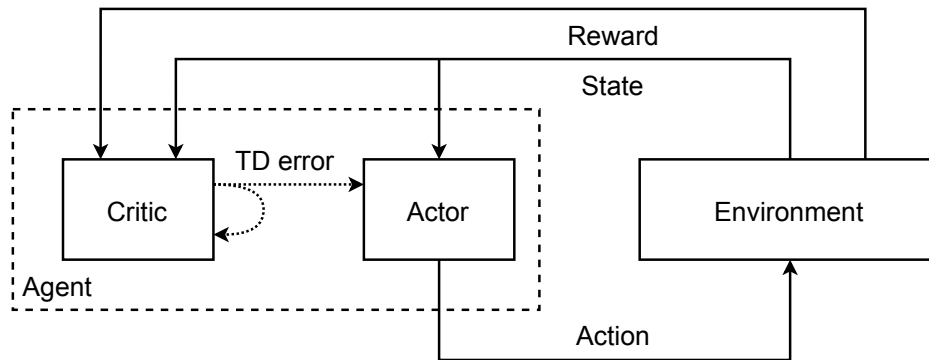 Reward
State
TD error
Critic
Actor
Environment
Agent
Action